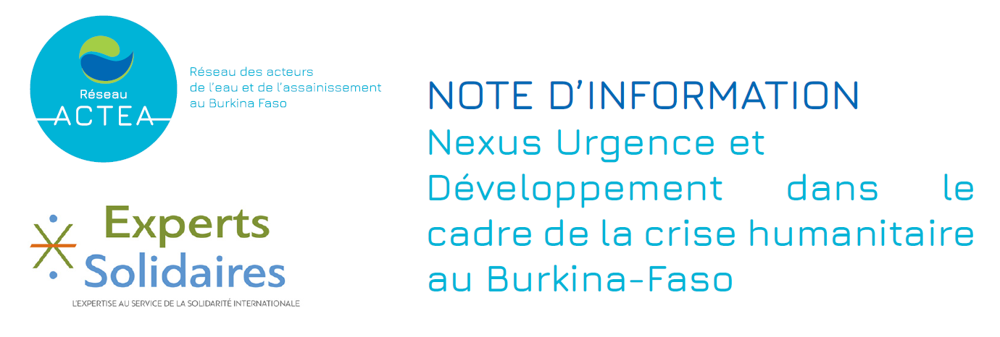 Réseau
ACTEA
Réseau des acteurs
de l'eau et de l'assainissement
au Burkina Faso
Experts
Solidaires
L'EXPERTISE AU SERVICE DE LA SOLIDARITÉ INTERNATIONALE
NOTE D'INFORMATION
Nexus Urgence et
Développement dans le
cadre de la crise humanitaire
au Burkina-Faso